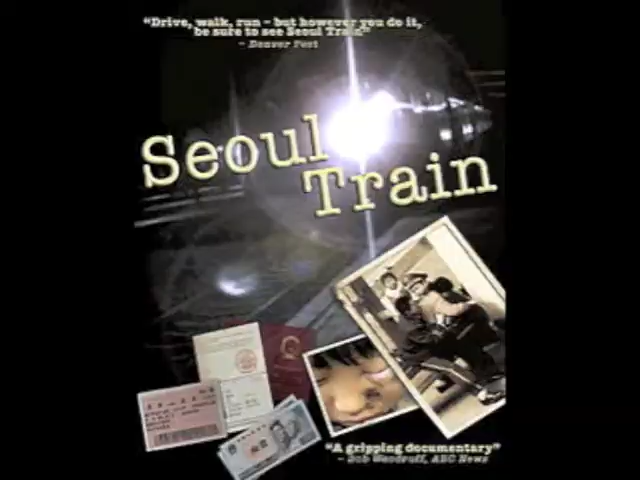 “Drive, walk, run – but however you do it,
be sure to see Seoul Train”
– Denver Post
Seoul
Train
“A gripping documentary”
– Bob Woodruff, ABC News